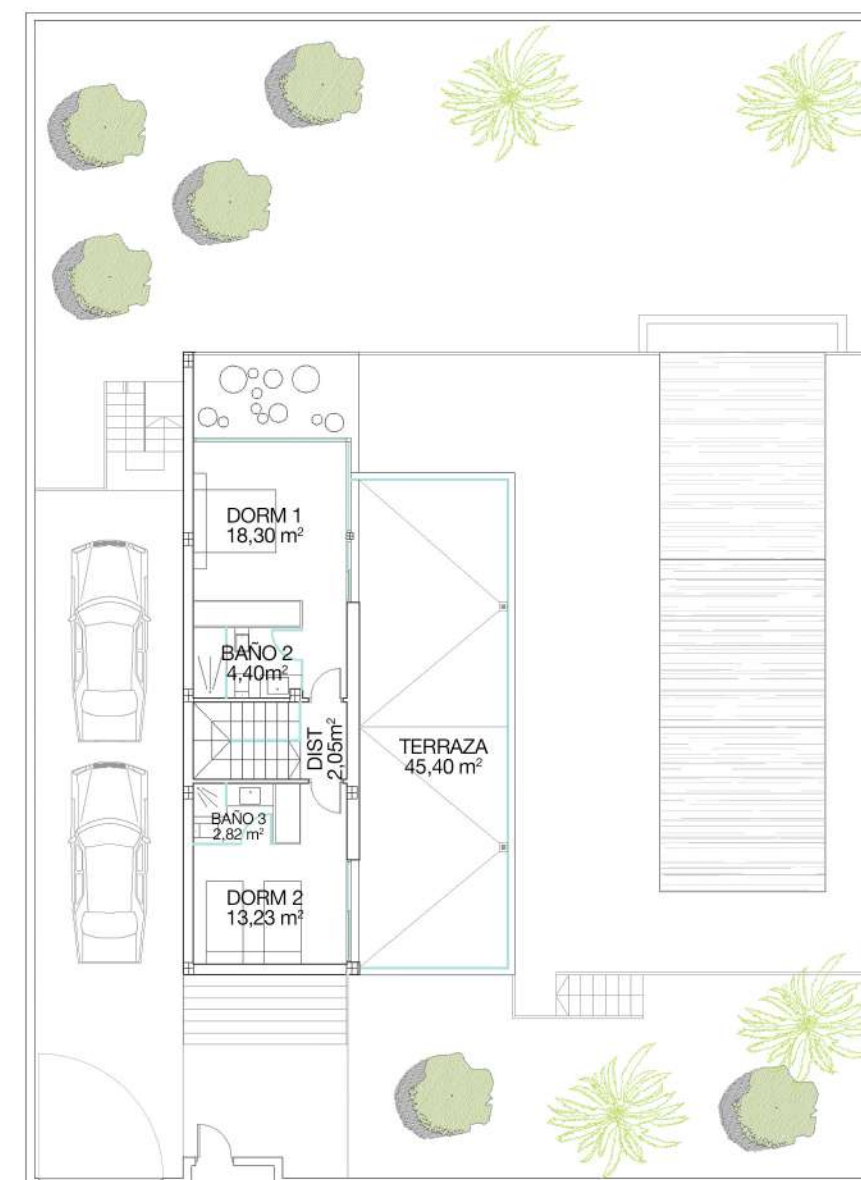 DORM 1
18,30 m²
BAÑO 2
4,40m²
DIST
2,05m²
TERRAZA
45,40 m²
BAÑO 3
2,82 m²
DORM 2
13,23 m²